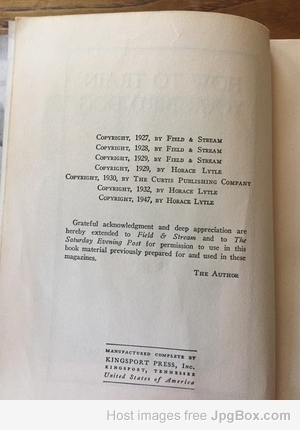 Copyright, 1927, by Field & Stream
Copyright, 1928, by Field & Stream
Copyright, 1929, by Field & Stream
Copyright, 1929, by Horace Lytle
Copyright, 1930, by The Curtis Publishing Company
Copyright, 1932, by Horace Lytle
Copyright, 1947, by Horace Lytle
Grateful acknowledgment and deep appreciation are
hereby extended to Field & Stream and to The
Saturday Evening Post for permission to use in this
book material previously prepared for and used in these
magazines.
The Author
MANUFACTURED COMPLETE BY
KINGSPORT PRESS, Inc.
KINGSPORT, TENNESSEE
United States of America
Host images free JpgBox.com